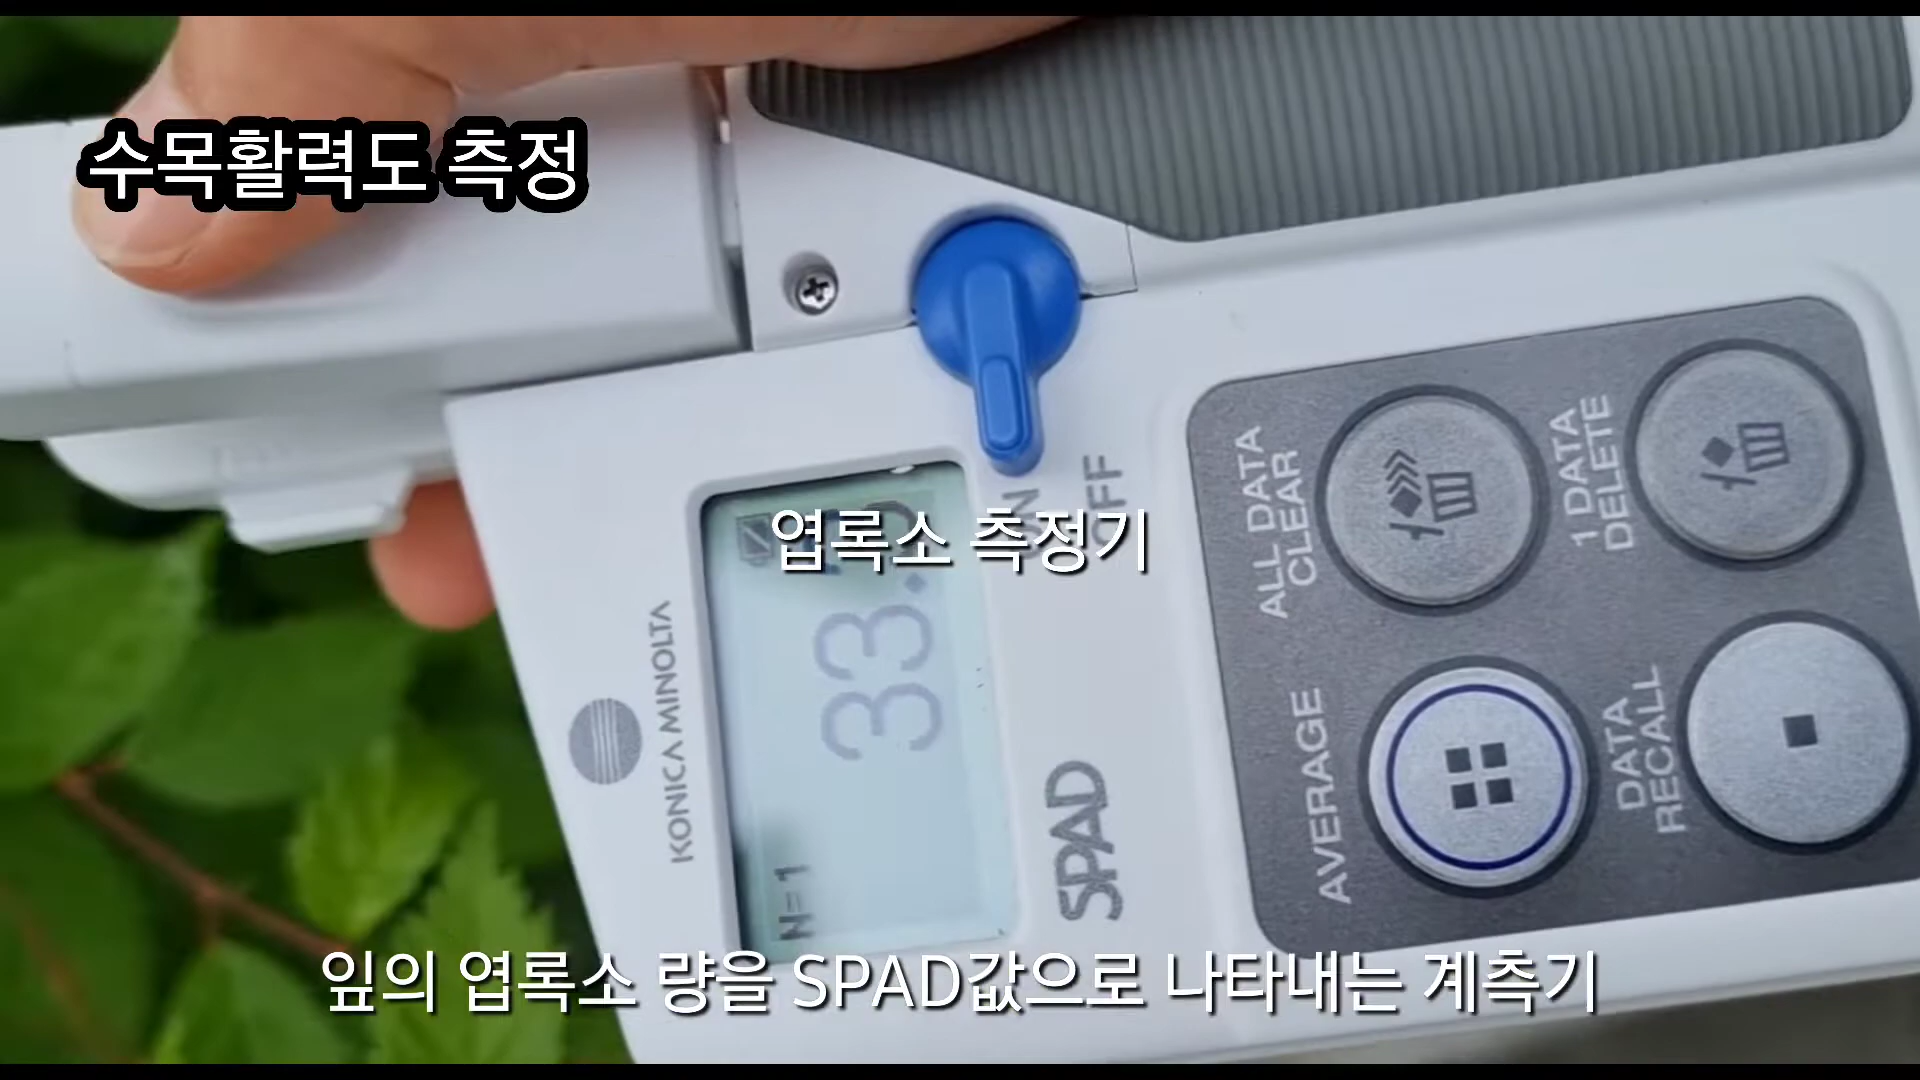 수목활력도 측정
엽록소 측정기
잎의 엽록소 량을 SPAD값으로 나타내는 계측기
KONICA MINOLTA
N=1
33.
SPAD
OFF
ALL DATA
CLEAR
1 DATA
DELETE
AVERAGE
DATA
RECALL